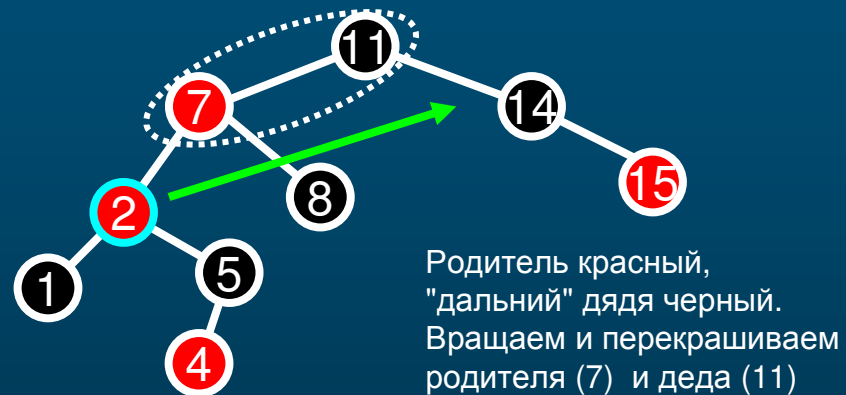 11
7
14
15
2
8
1
5
4
Родитель красный,
"дальний" дядя черный.
Вращаем и перекрашиваем
родителя (7) и деда (11)